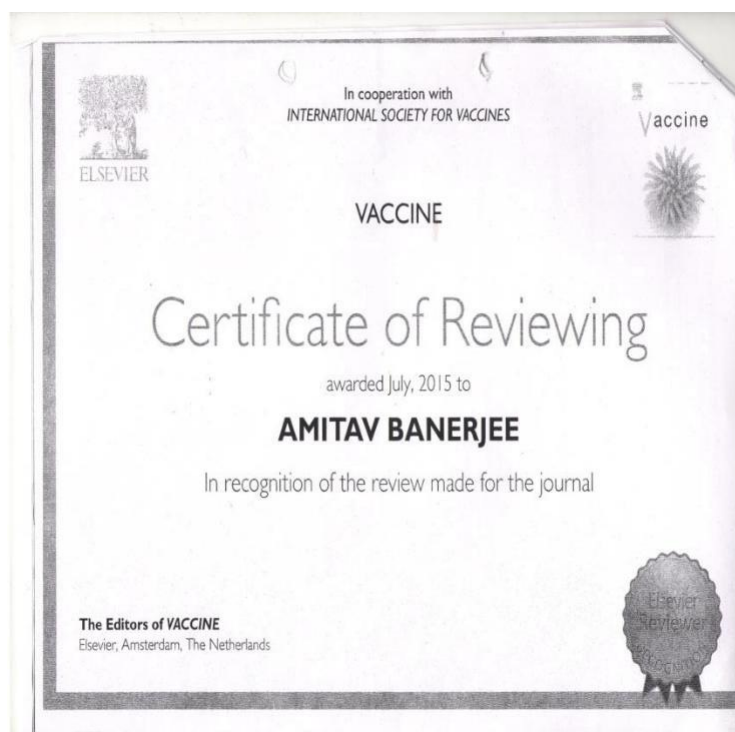 In cooperation with
INTERNATIONAL SOCIETY FOR VACCINES
ELSEVIER
Vaccine
VACCINE
Certificate of Reviewing
awarded July, 2015 to
AMITAV BANERJEE
In recognition of the review made for the journal
The Editors of VACCINE
Elsevier, Amsterdam, The Netherlands
Elsevier
Reviewer
RECOGNITION